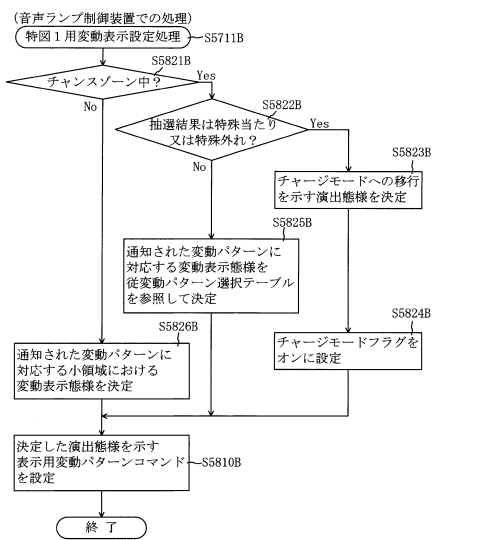 (音声ランプ制御装置での処理)
特図１用変動表示設定処理
S5711B
S5821B
チャンスゾーン中？
Yes
No
S5822B
抽選結果は特殊当たり
又は特殊外れ？
Yes
No
S5823B
チャージモードへの移行
を示す演出態様を決定
S5825B
通知された変動パターンに
対応する変動表示態様を
従変動パターン選択テーブル
を参照して決定
S5824B
チャージモードフラグを
オンに設定
S5826B
通知された変動パターンに
対応する小領域における
変動表示態様を決定
決定した演出態様を示す
表示用変動パターンコマンド
を設定
S5810B
終 了